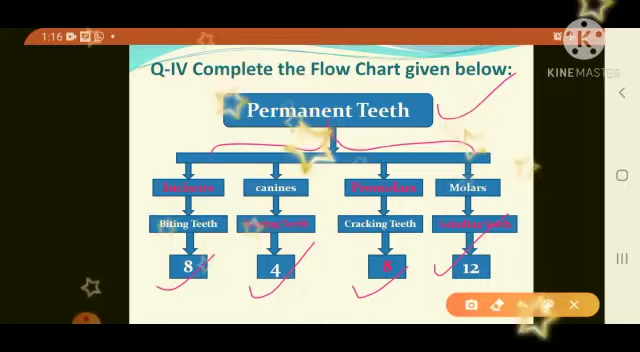 1:16
KINEMASTER
Q-IV Complete the Flow Chart given below:
Permanent Teeth
Incisors canines Premolars Molars
Biting Teeth Teeth Cracking Teeth
8 4 8 12